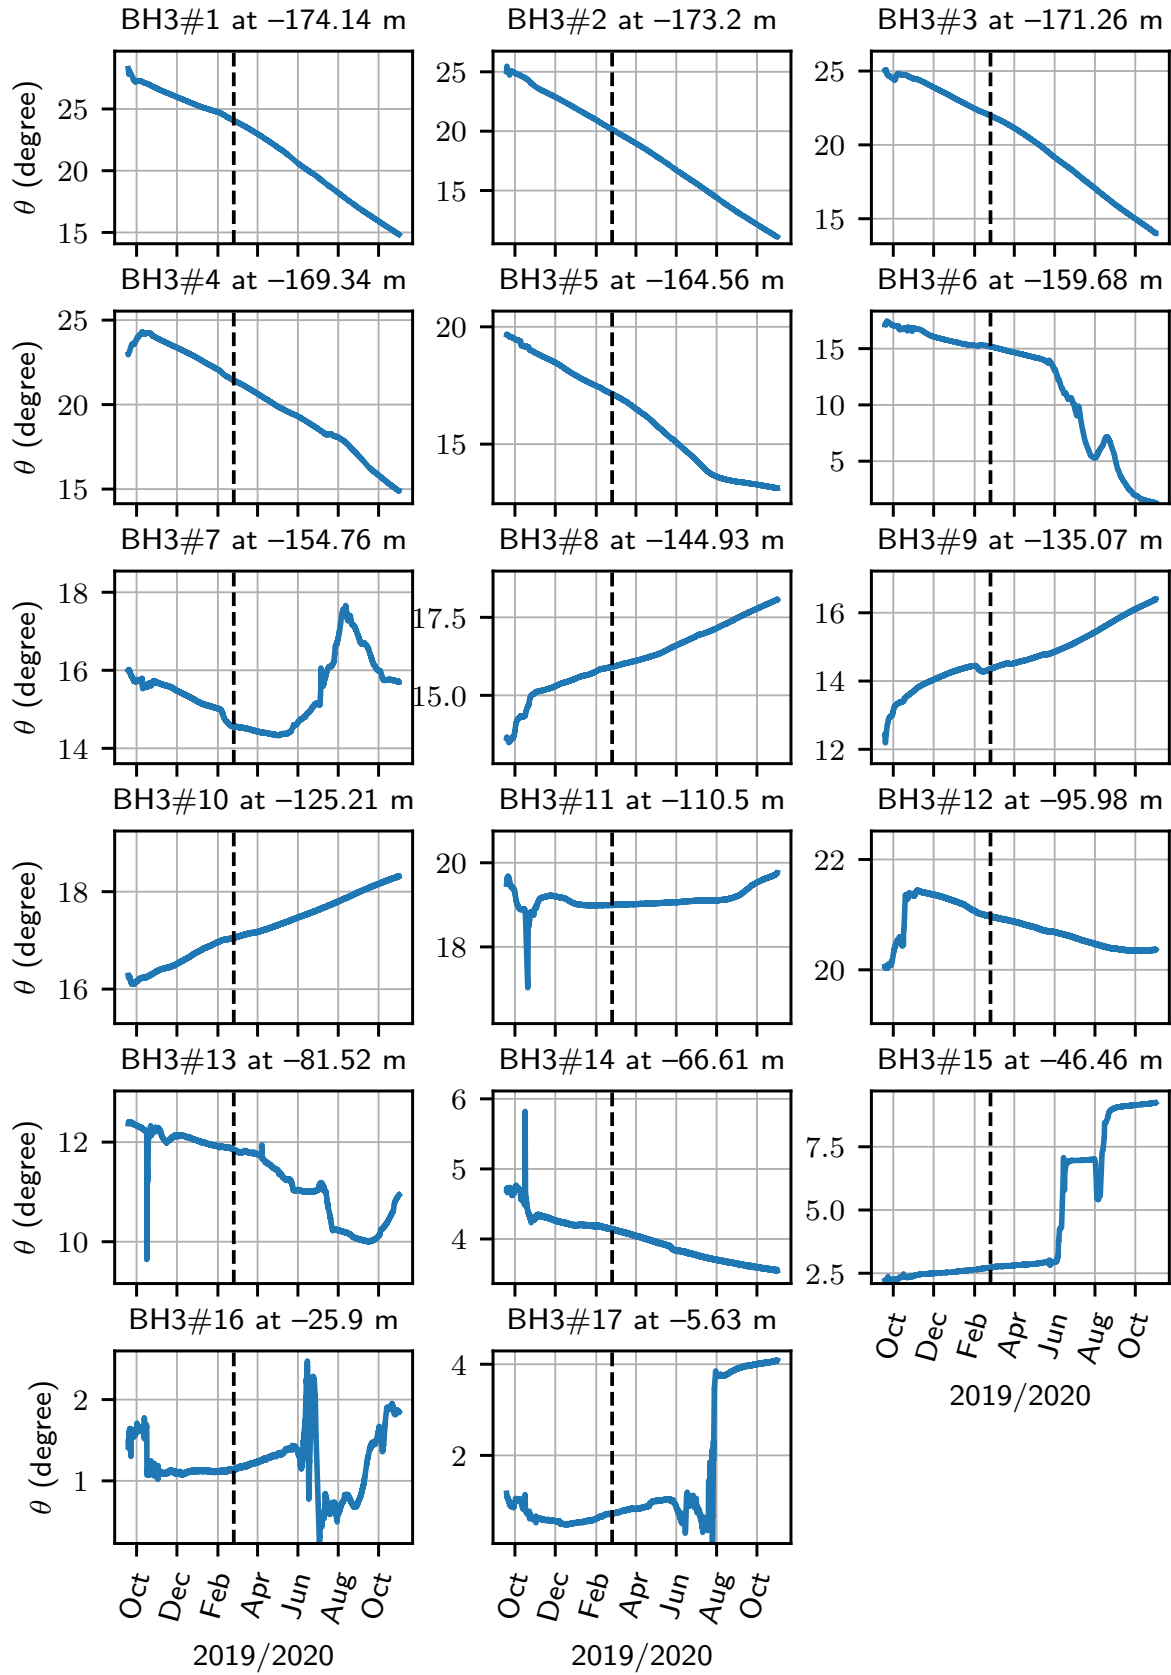 BH3#1 at –174.14 m
BH3#2 at –173.2 m
BH3#3 at –171.26 m
θ (degree)
25
20
15
25
20
15
25
20
15
BH3#4 at –169.34 m
BH3#5 at –164.56 m
BH3#6 at –159.68 m
θ (degree)
25
20
15
20
15
15
10
5
BH3#7 at –154.76 m
BH3#8 at –144.93 m
BH3#9 at –135.07 m
θ (degree)
18
16
14
17.5
15.0
16
14
12
BH3#10 at –125.21 m
BH3#11 at –110.5 m
BH3#12 at –95.98 m
θ (degree)
18
16
20
18
22
20
BH3#13 at –81.52 m
BH3#14 at –66.61 m
BH3#15 at –46.46 m
θ (degree)
12
10
6
5
4
7.5
5.0
2.5
Oct Dec Feb Apr Jun Aug Oct
2019/2020
BH3#16 at –25.9 m
BH3#17 at –5.63 m
θ (degree)
2
1
4
2
Oct Dec Feb Apr Jun Aug Oct
2019/2020
Oct Dec Feb Apr Jun Aug Oct
2019/2020